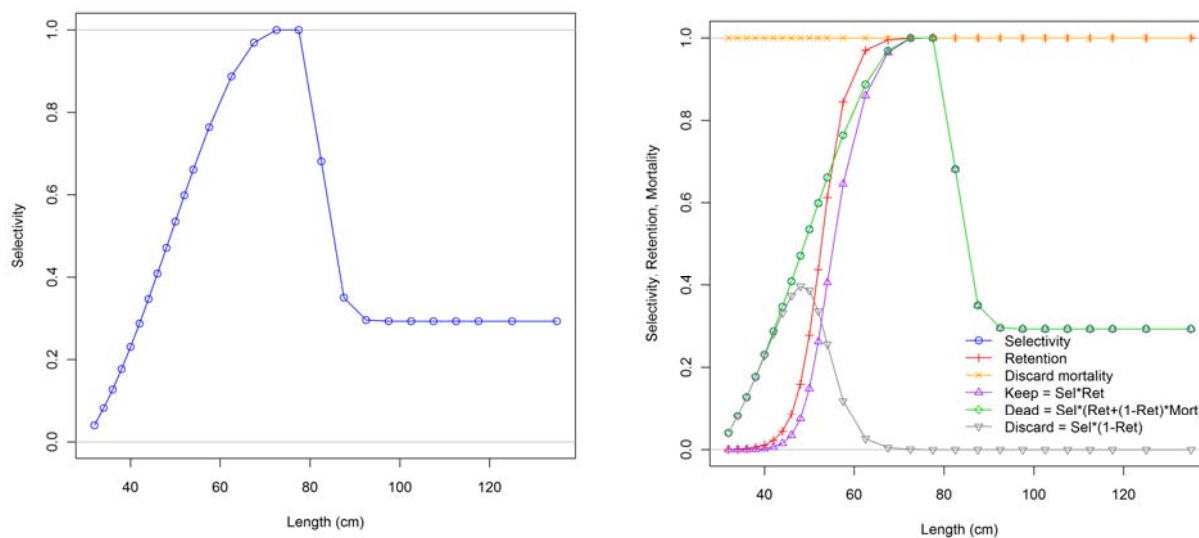 Selectivity
0.0 0.2 0.4 0.6 0.8 1.0
40 60 80 100 120
Length (cm)
Selectivity, Retention, Mortality
0.0 0.2 0.4 0.6 0.8 1.0
Selectivity
Retention
Discard mortality
Keep = Sel*Ret
Dead = Sel*(Ret+(1-Ret)*Mort)
Discard = Sel*(1-Ret)
40 60 80 100 120
Length (cm)